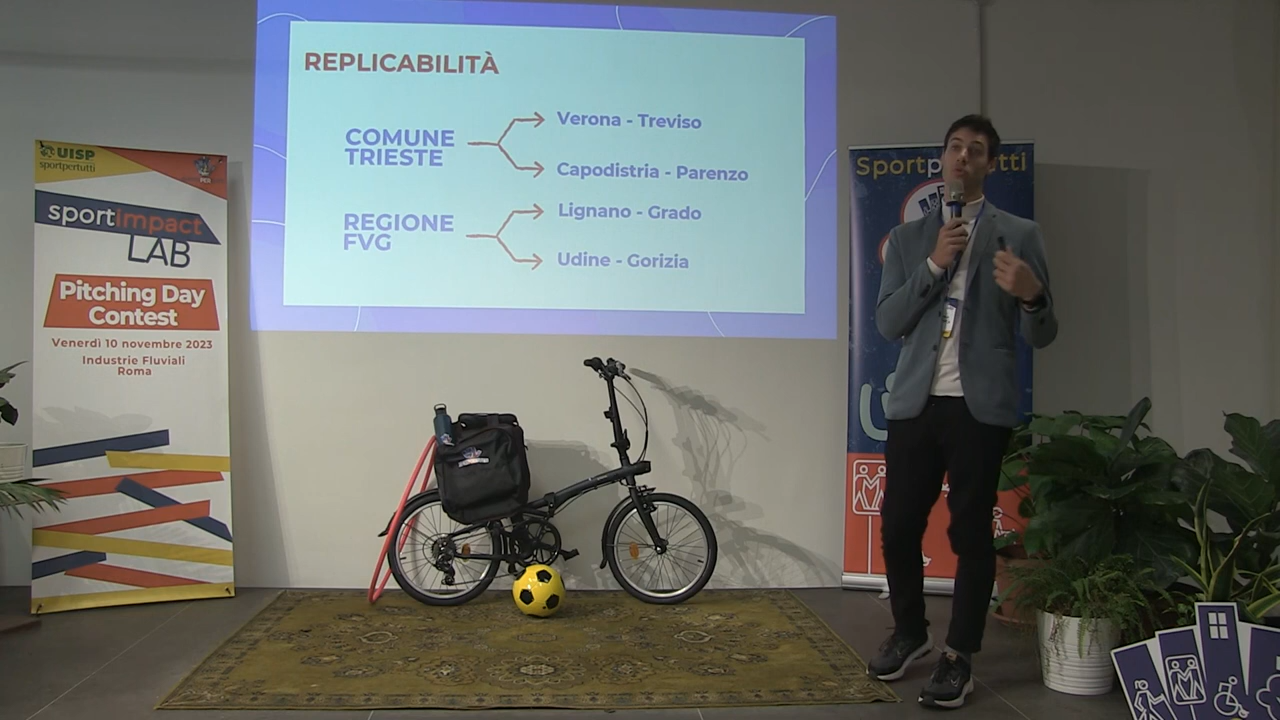 REPLICABILITÀ
COMUNE
TRIESTE
Verona - Treviso
Capodistria - Parenzo
REGIONE
FVG
Lignano - Grado
Udine - Gorizia
UISP
sportpertutti
sportimpact
LAB
Pitching Day
Contest
Venerdì 10 novembre 2023
Industrie Fluviali
Roma